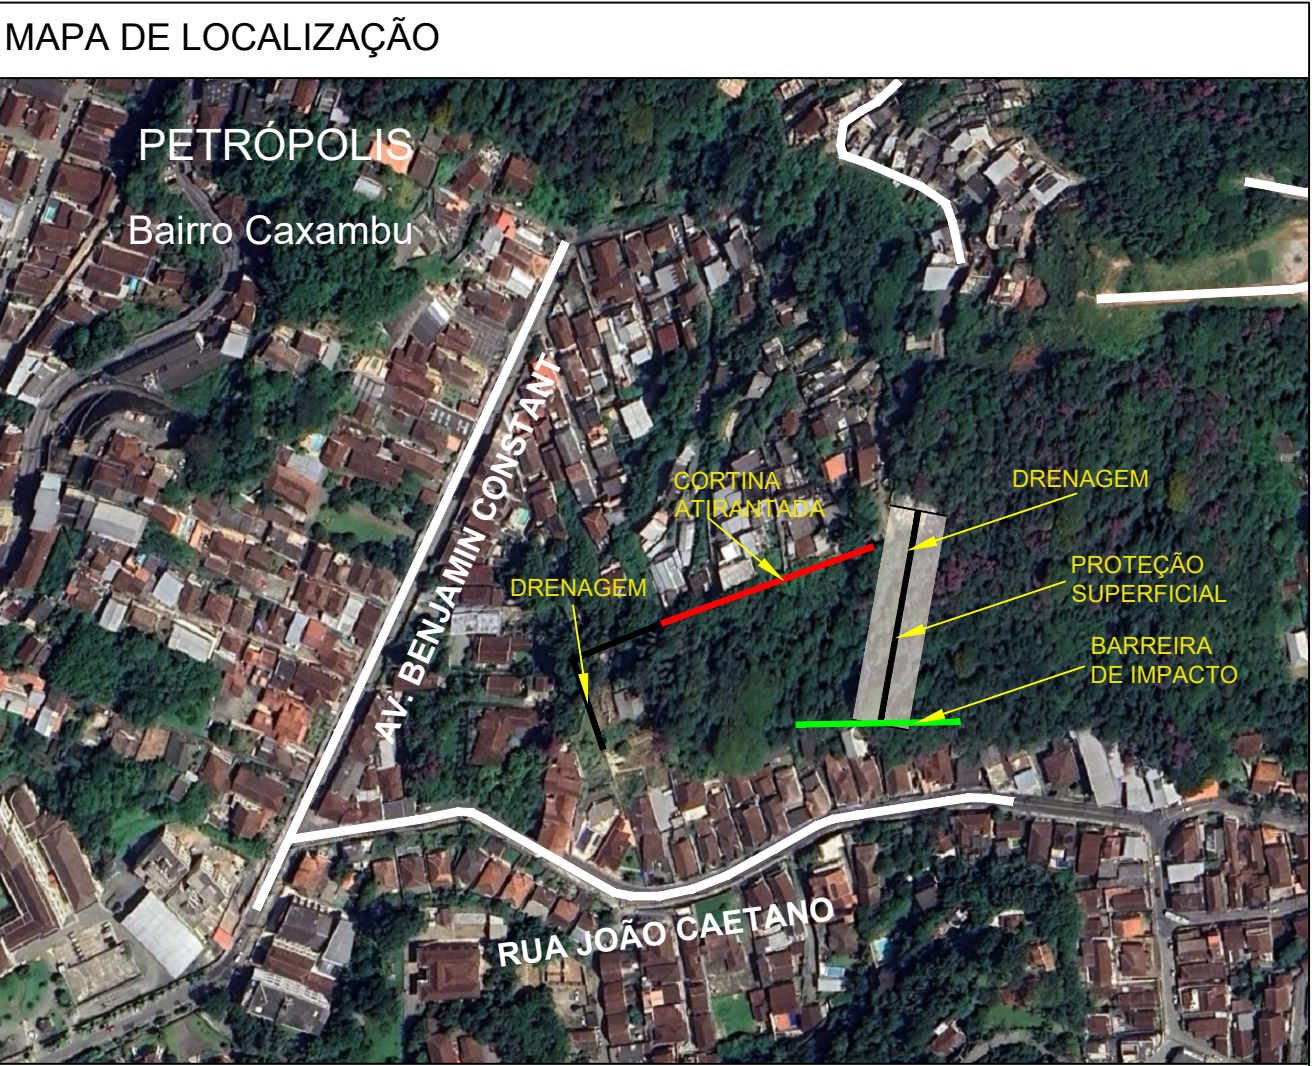 MAPA DE LOCALIZAÇÃO
PETRÓPOLIS
Bairro Caxambu
AV. BENJAMIN CONSTANT
CORTINA
ATIRANTADA
DRENAGEM
DRENAGEM
PROTEÇÃO
SUPERFICIAL
BARREIRA
DE IMPACTO
RUA JOÃO CAETANO